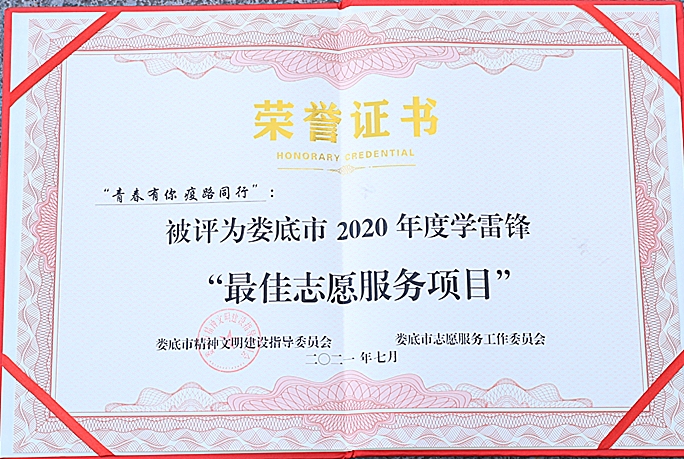 荣誉证书
HONORARY CREDENTIAL
“青春有你 疫路同行”：
被评为娄底市 2020 年度学雷锋
“最佳志愿服务项目”
娄底市精神文明建设指导委员会 娄底市志愿服务工作委员会
二〇二一年七月